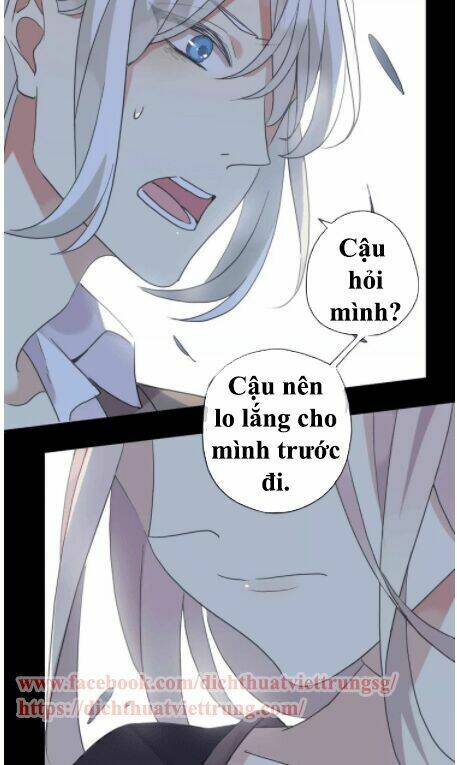 Cậu
hỏi
mình?
Cậu nên
lo lắng cho
mình trước
đi.
www.facebook.com/dichthuatviettrungsg/
https://dichthuatviettrung.com/